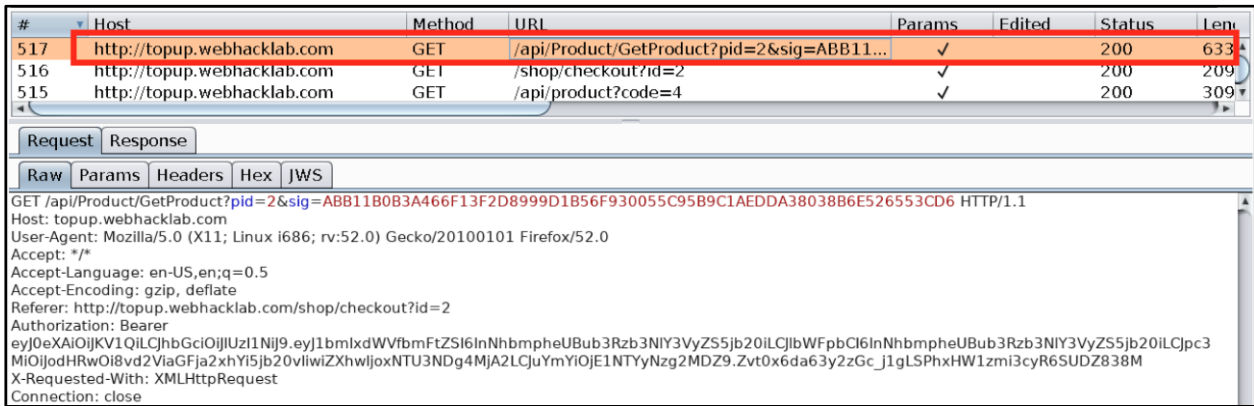 # Host Method URL Params Edited Status Len
517 http://topup.webhacklab.com GET /api/Product/GetProduct?pid=2&sig=ABB11... ✓ 200 633
516 http://topup.webhacklab.com GET /shop/checkout?id=2 ✓ 200 209
515 http://topup.webhacklab.com GET /api/product?code=4 ✓ 200 309
Request Response
Raw Params Headers Hex JWS
GET /api/Product/GetProduct?pid=2&sig=ABB11B0B3A466F13F2D8999D1B56F930055C95B9C1AEDDA38038B6E526553CD6 HTTP/1.1
Host: topup.webhacklab.com
User-Agent: Mozilla/5.0 (X11; Linux i686; rv:52.0) Gecko/20100101 Firefox/52.0
Accept: */*
Accept-Language: en-US,en;q=0.5
Accept-Encoding: gzip, deflate
Referer: http://topup.webhacklab.com/shop/checkout?id=2
Authorization: Bearer
eyJ0eXAiOiJKV1QiLCJhbGciOiJIUzI1NiJ9.eyJ1bmlxdWVfbmFtZSI6InNhbmpheUBub3Rzb3NlY3VyZS5jb20iLCJlbWFpbCI6InNhbmpheUBub3Rzb3NlY3VyZS5jb20iLCJpc3
MiOiJodHRwOi8vd2ViaGFja2xhYi5jb20vIiwiZXhwIjoxNTU3NDg4MjA2LCJuYmYiOjE1NTYyNzg2MDZ9.Zvt0x6da63y2zGc_j1gLSPhxHW1zmi3cyR6SUDZ838M
X-Requested-With: XMLHttpRequest
Connection: close